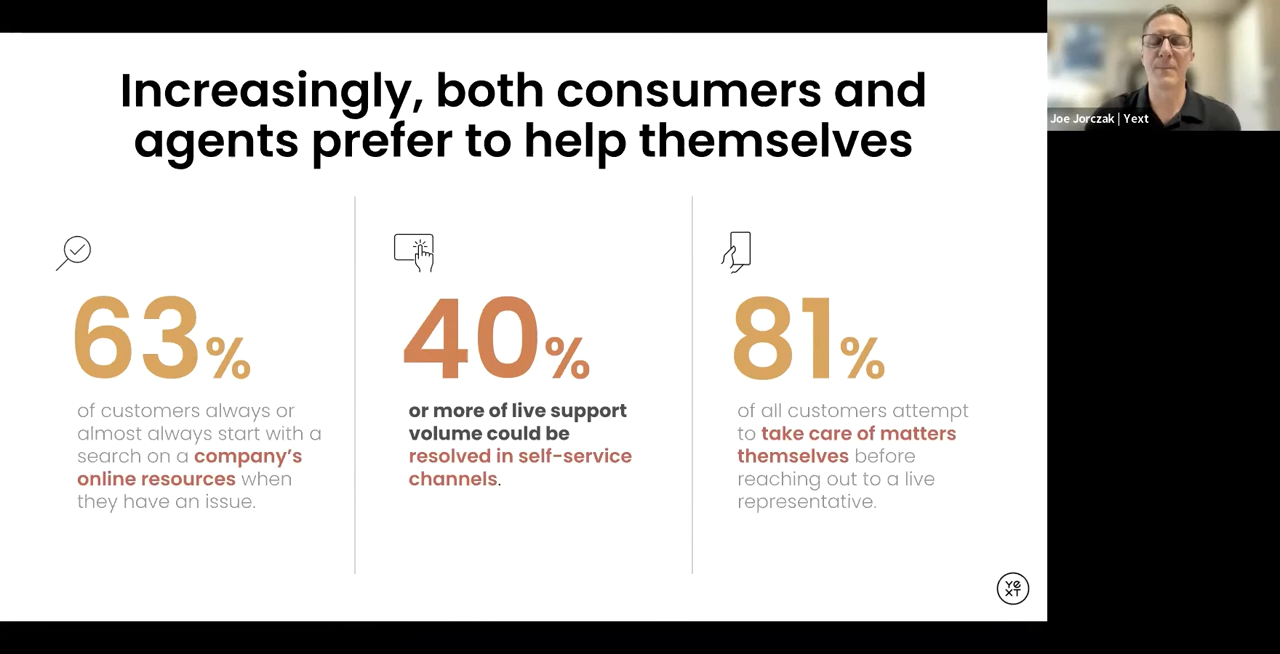 Increasingly, both consumers and
agents prefer to help themselves
63%
of customers always or
almost always start with a
search on a company's
online resources when
they have an issue.
40%
or more of live support
volume could be
resolved in self-service
channels.
81%
of all customers attempt
to take care of matters
themselves before
reaching out to a live
representative.
YEXT
Joe Jorczak | Yext